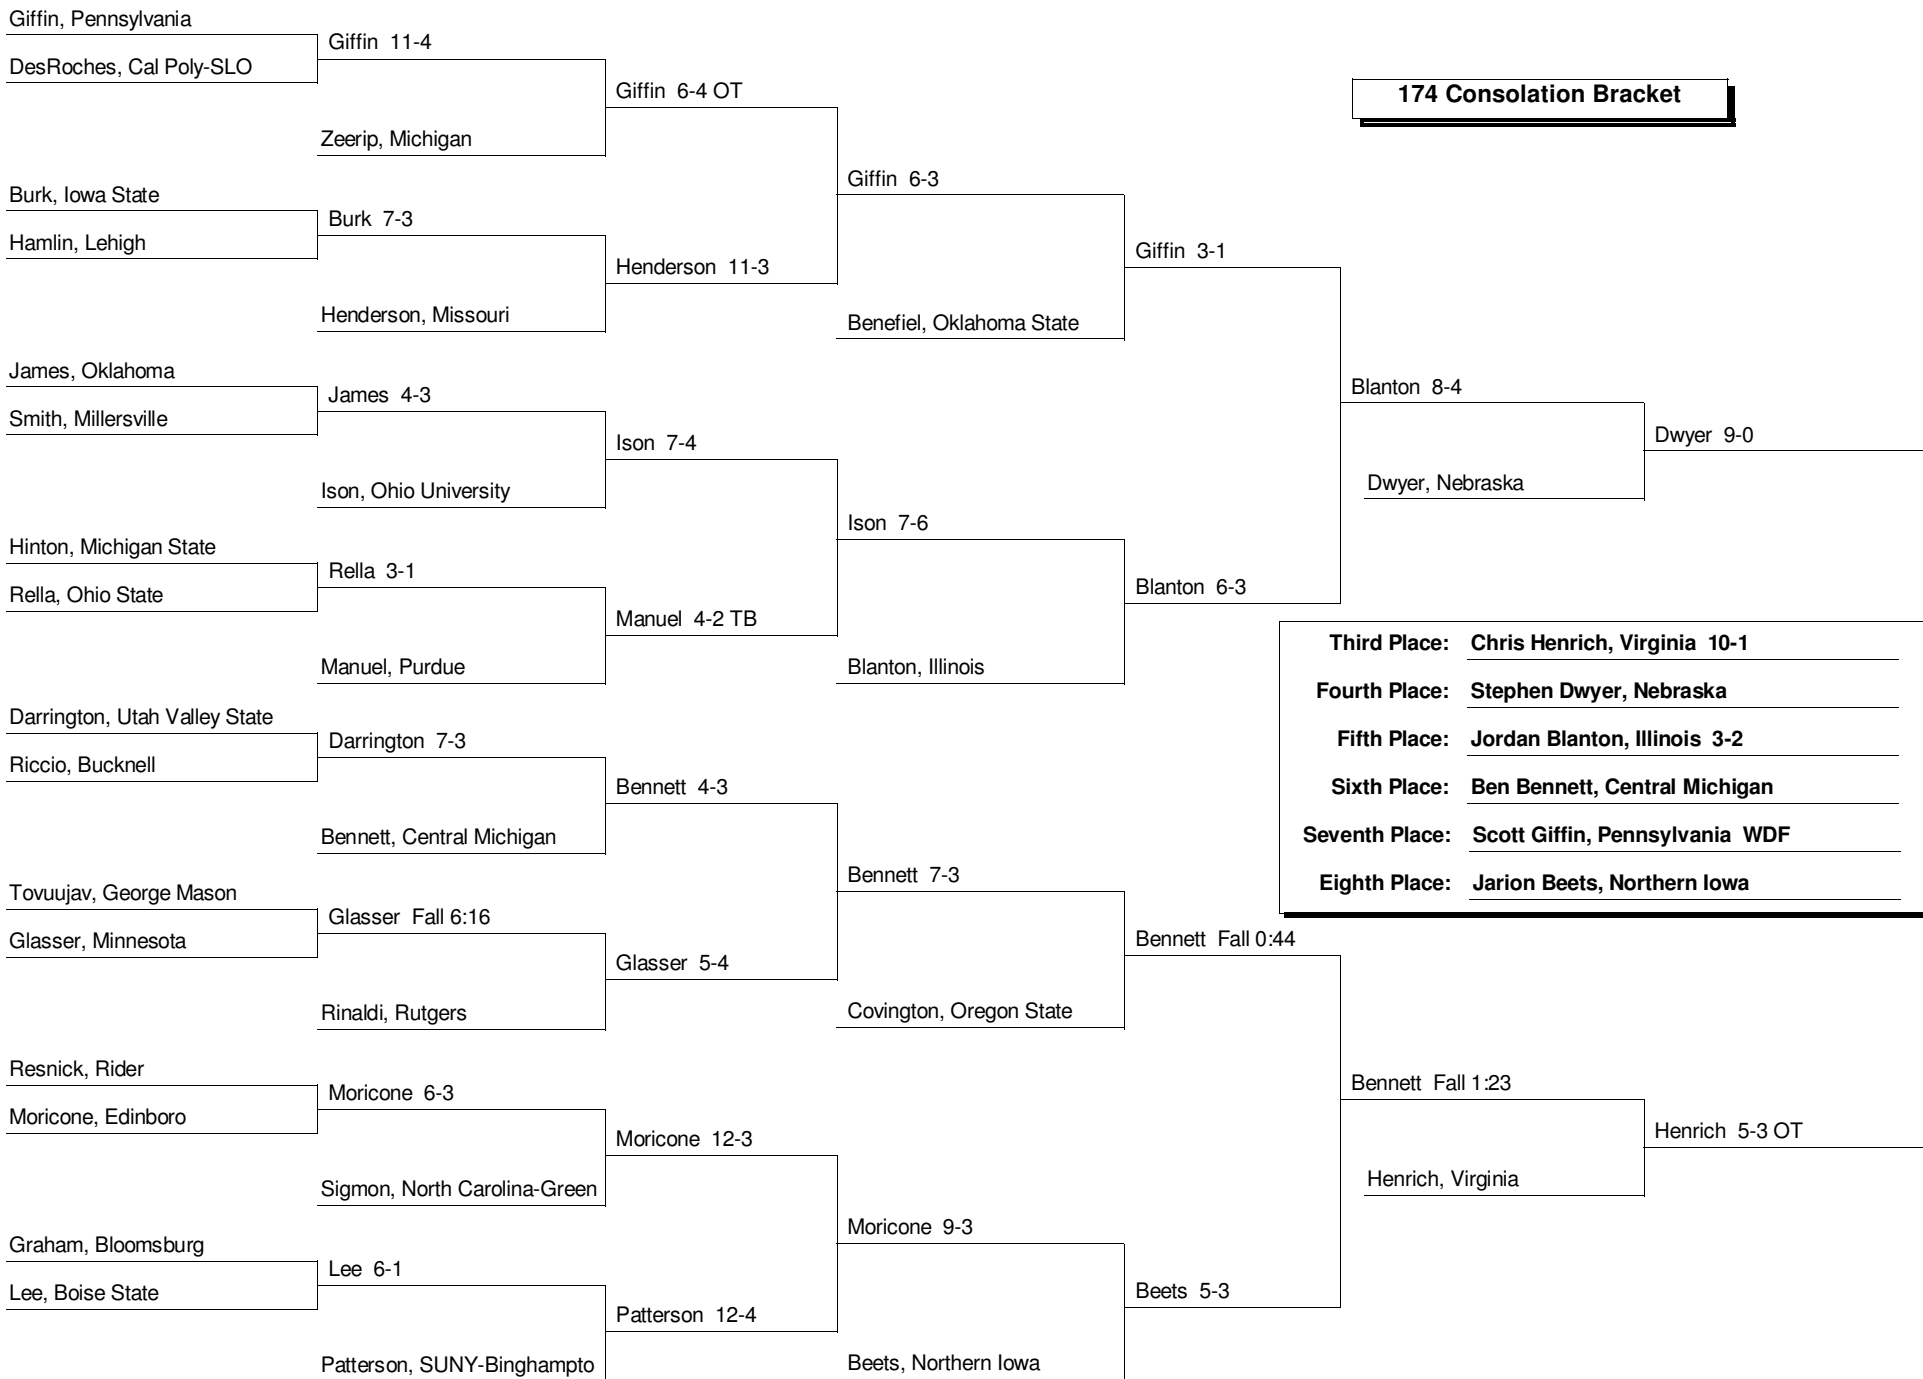 Giffin, Pennsylvania
DesRoches, Cal Poly-SLO
Burk, Iowa State
Hamlin, Lehigh
James, Oklahoma
Smith, Millersville
Hinton, Michigan State
Rella, Ohio State
Darrington, Utah Valley State
Riccio, Bucknell
Tovuujav, George Mason
Glasser, Minnesota
Resnick, Rider
Moricone, Edinboro
Graham, Bloomsburg
Lee, Boise State
Giffin 11-4
Zeerip, Michigan
Burk 7-3
Henderson, Missouri
James 4-3
Ison, Ohio University
Rella 3-1
Manuel, Purdue
Darrington 7-3
Bennett, Central Michigan
Glasser Fall 6:16
Rinaldi, Rutgers
Moricone 6-3
Sigmon, North Carolina-Green
Lee 6-1
Patterson, SUNY-Binghampto
Giffin 6-4 OT
Henderson 11-3
Ison 7-4
Manuel 4-2 TB
Bennett 4-3
Glasser 5-4
Moricone 12-3
Patterson 12-4
Giffin 6-3
Benefiel, Oklahoma State
Ison 7-6
Blanton, Illinois
Bennett 7-3
Covington, Oregon State
Moricone 9-3
Beets, Northern Iowa
Giffin 3-1
Blanton 6-3
Bennett Fall 0:44
Beets 5-3
174 Consolation Bracket
Blanton 8-4
Dwyer, Nebraska
Bennett Fall 1:23
Henrich, Virginia
Dwyer 9-0
Henrich 5-3 OT
Third Place: Chris Henrich, Virginia 10-1
Fourth Place: Stephen Dwyer, Nebraska
Fifth Place: Jordan Blanton, Illinois 3-2
Sixth Place: Ben Bennett, Central Michigan
Seventh Place: Scott Giffin, Pennsylvania WDF
Eighth Place: Jarion Beets, Northern Iowa